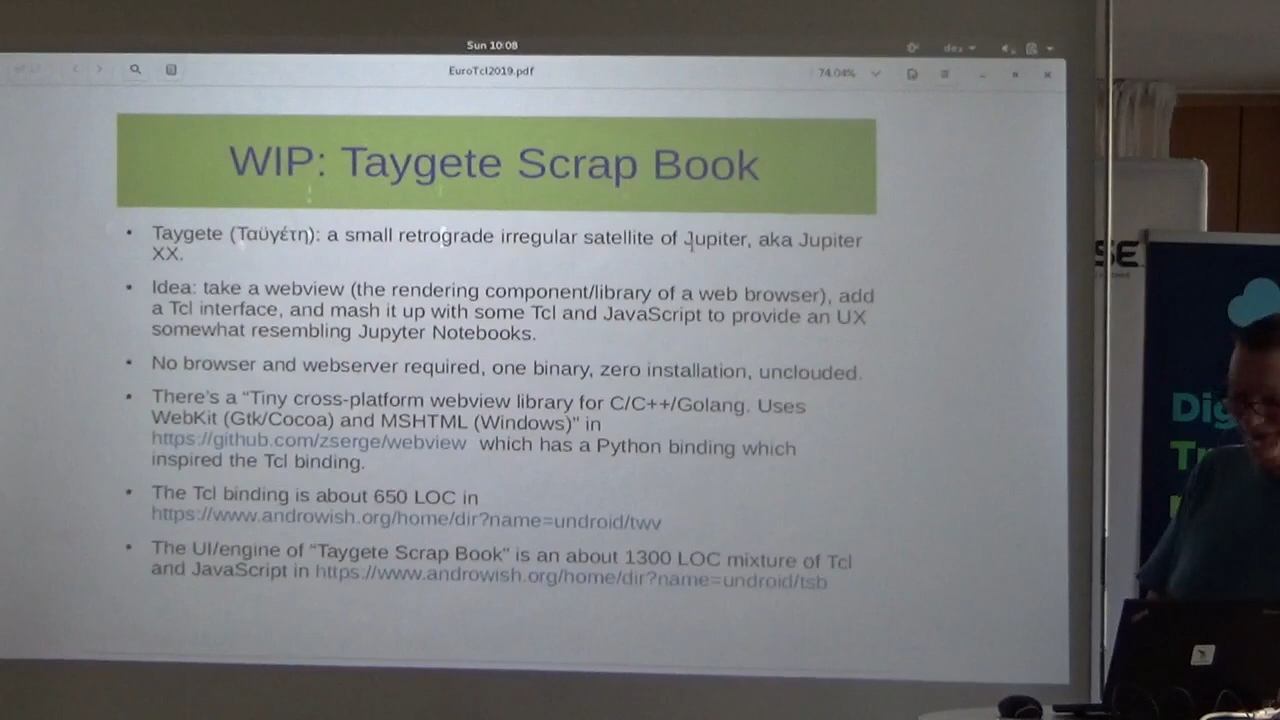 Sun 10:08
EuroTcl2019.pdf
74.04%
WIP: Taygete Scrap Book
• Taygete (Ταϋγέτη): a small retrograde irregular satellite of Jupiter, aka Jupiter
XX.
• Idea: take a webview (the rendering component/library of a web browser), add
a Tcl interface, and mash it up with some Tcl and JavaScript to provide an UX
somewhat resembling Jupyter Notebooks.
• No browser and webserver required, one binary, zero installation, unclouded.
• There's a “Tiny cross-platform webview library for C/C++/Golang. Uses
WebKit (Gtk/Cocoa) and MSHTML (Windows)” in
https://github.com/zserge/webview which has a Python binding which
inspired the Tcl binding.
• The Tcl binding is about 650 LOC in
https://www.androwish.org/home/dir?name=undroid/twv
• The UI/engine of “Taygete Scrap Book” is an about 1300 LOC mixture of Tcl
and JavaScript in https://www.androwish.org/home/dir?name=undroid/tsb
SE
Dig
Tr